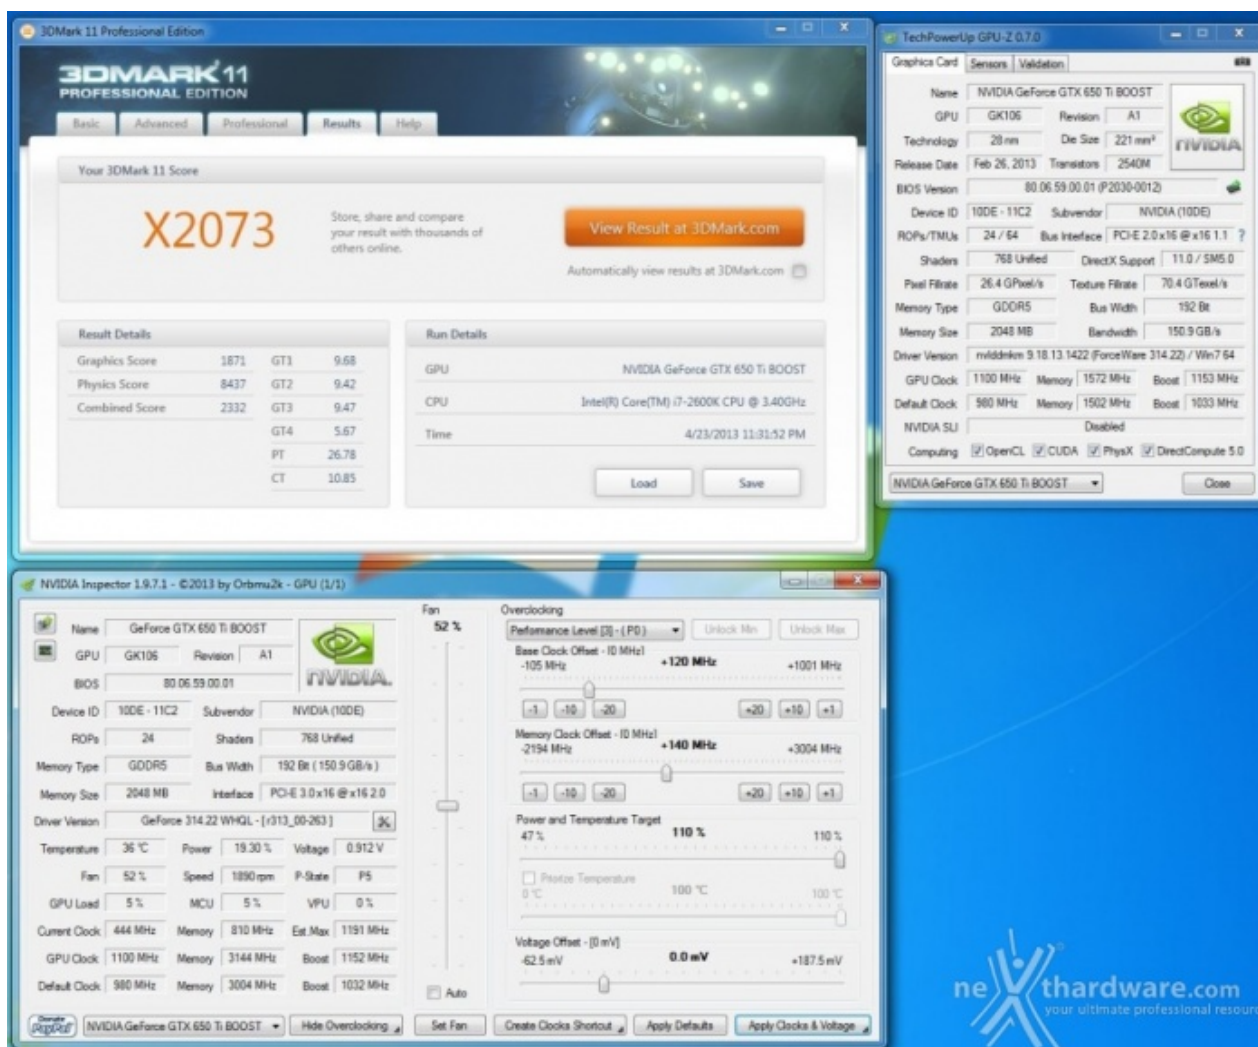 3DMark 11 Professional Edition
3DMARK 11
PROFESSIONAL EDITION
Basic Advanced Professional Results Help
Your 3DMark 11 Score
X2073
Store, share and compare
your result with thousands of
others online.
View Result at 3DMark.com
Automatically view results at 3DMark.com
Result Details
Graphics Score 1871 GT1 9.68
Physics Score 8437 GT2 9.42
Combined Score 2332 GT3 9.47
GT4 5.67
PT 26.78
CT 10.85
Run Details
GPU NVIDIA GeForce GTX 650 Ti BOOST
CPU Intel(R) Core(TM) i7-2600K CPU @ 3.40GHz
Time 4/23/2013 11:31:52 PM
Load Save
TechPowerUp GPU-Z 0.7.0
Graphics Card Sensors Validation
Name NVIDIA GeForce GTX 650 Ti BOOST
GPU GK106 Revision A1
Technology 28 nm Die Size 221 mm²
NVIDIA
Release Date Feb 26, 2013 Transistors 2540M
BIOS Version 80.06.59.00.01 (P2030-0012)
Device ID 10DE - 11C2 Subvendor NVIDIA (10DE)
ROPs/TMUs 24 / 64 Bus Interface PCI-E 2.0 x16 @ x16 1.1 ?
Shaders 768 Unified DirectX Support 11.0 / SM5.0
Pixel Fillrate 26.4 GPixel/s Texture Fillrate 70.4 GTexel/s
Memory Type GDDR5 Bus Width 192 Bit
Memory Size 2048 MB Bandwidth 150.9 GB/s
Driver Version nvlddmkm 9.18.13.1422 (ForceWare 314.22) / Win7 64
GPU Clock 1100 MHz Memory 1572 MHz Boost 1153 MHz
Default Clock 980 MHz Memory 1502 MHz Boost 1033 MHz
NVIDIA SLI Disabled
Computing OpenCL CUDA PhysX DirectCompute 5.0
NVIDIA GeForce GTX 650 Ti BOOST Close
NVIDIA Inspector 1.9.7.1 - ©2013 by Orbmu2k - GPU (1/1)
Name GeForce GTX 650 Ti BOOST
GPU GK106 Revision A1
NVIDIA.
BIOS 80.06.59.00.01
Device ID 10DE - 11C2 Subvendor NVIDIA (10DE)
ROPs 24 Shaders 768 Unified
Memory Type GDDR5 Bus Width 192 Bit ( 150.9 GB/s )
Memory Size 2048 MB Interface PCI-E 3.0 x16 @ x16 2.0
Driver Version GeForce 314.22 WHQL - [ r313_00-263 ]
Temperature 36 °C Power 19.30 % Voltage 0.912 V
Fan 52 % Speed 1890 rpm P-State P5
GPU Load 5 % MCU 5 % VPU 0 %
Current Clock 444 MHz Memory 810 MHz Est.Max 1191 MHz
GPU Clock 1100 MHz Memory 3144 MHz Boost 1152 MHz
Default Clock 980 MHz Memory 3004 MHz Boost 1032 MHz
Donate PayPal NVIDIA GeForce GTX 650 Ti BOOST Hide Overclocking
Fan
52 %
Auto
Set Fan
Overclocking
Performance Level [3] - ( P0 ) Unlock Min Unlock Max
Base Clock Offset - [0 MHz]
-105 MHz +120 MHz +1001 MHz
-1 -10 -20 +20 +10 +1
Memory Clock Offset - [0 MHz]
-2194 MHz +140 MHz +3004 MHz
-1 -10 -20 +20 +10 +1
Power and Temperature Target
47 % 110 % 110 %
Priotize Temperature
0 °C 100 °C 100 °C
Voltage Offset - [0 mV]
-62.5 mV 0.0 mV +187.5 mV
Create Clocks Shortcut Apply Defaults Apply Clocks & Voltage
nexthardware.com
your ultimate professional resour